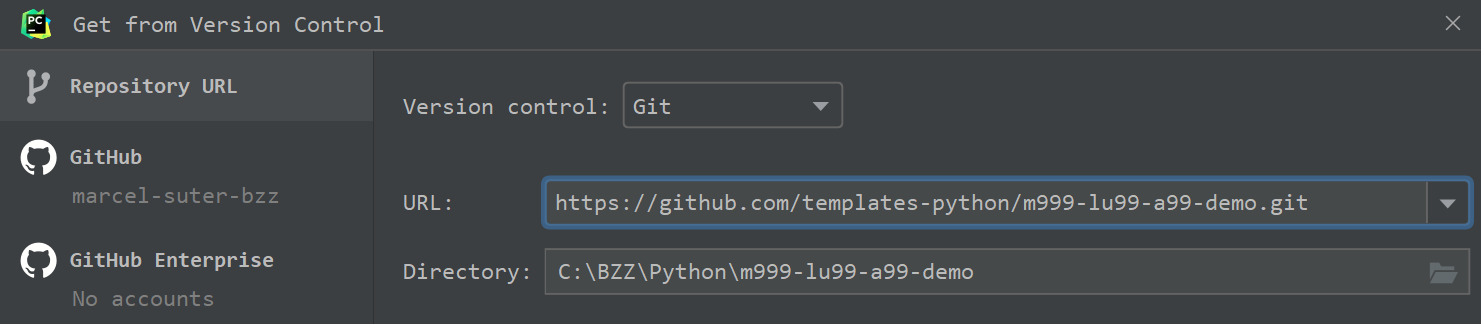 PC
Get from Version Control
Repository URL
Version control: Git
GitHub
marcel-suter-bzz
URL: https://github.com/templates-python/m999-lu99-a99-demo.git
GitHub Enterprise
No accounts
Directory: C:\BZZ\Python\m999-lu99-a99-demo